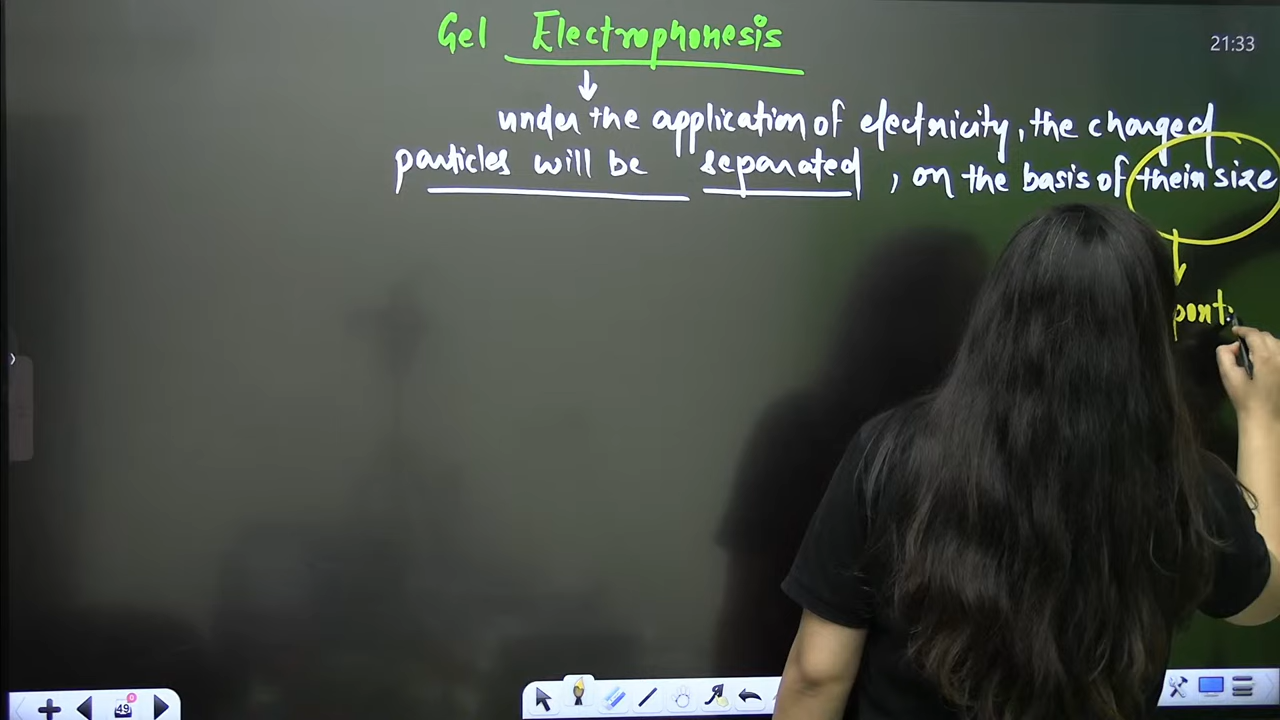 Gel Electrophoresis
21:33
under the application of electricity, the charged
particles will be separated, on the basis of their size
49